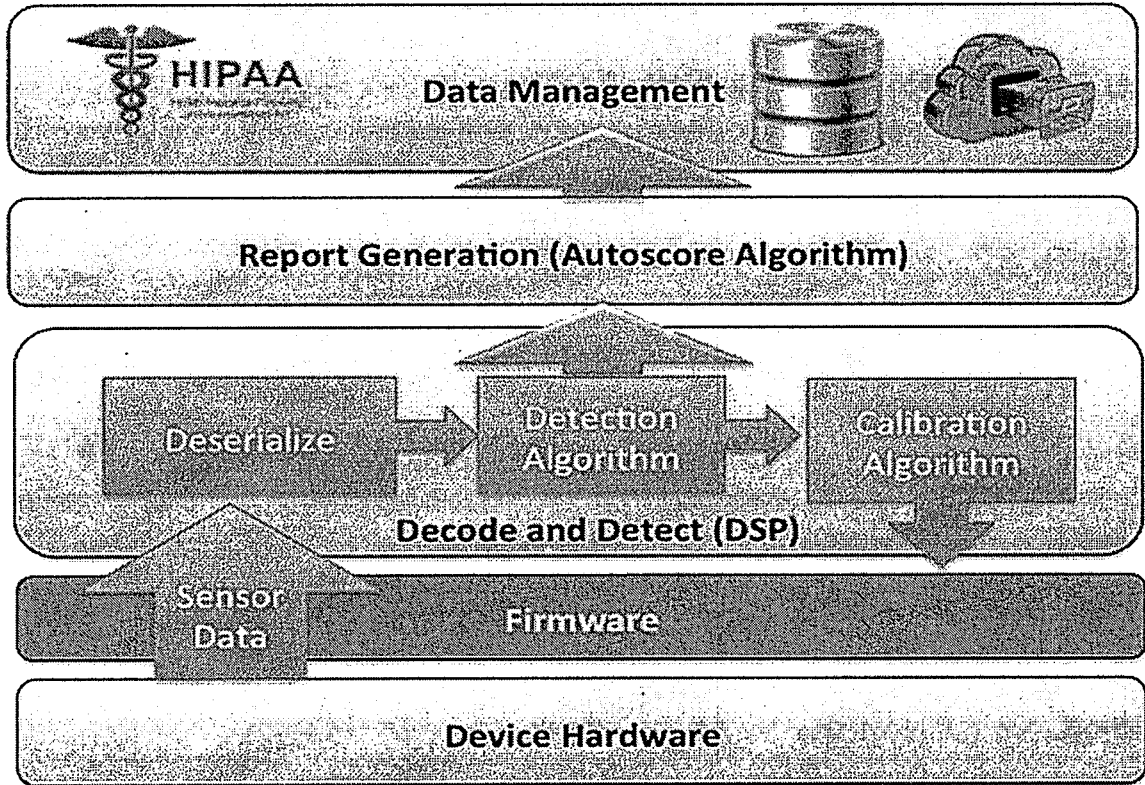 HIPAA
Data Management
Report Generation (Autoscore Algorithm)
Deserialize
Detection
Algorithm
Calibration
Algorithm
Decode and Detect (DSP)
Sensor
Data
Firmware
Device Hardware